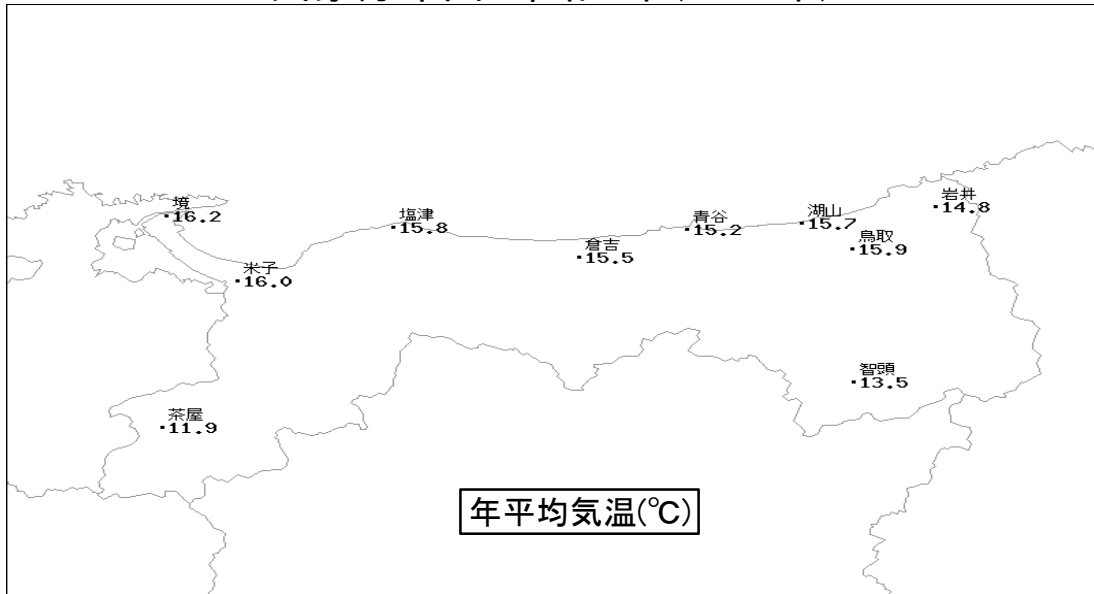 境
・16.2
塩津
・15.8
青谷
・15.2
湖山
・15.7
岩井
・14.8
鳥取
・15.9
倉吉
・15.5
米子
・16.0
智頭
・13.5
茶屋
・11.9
年平均気温(℃)